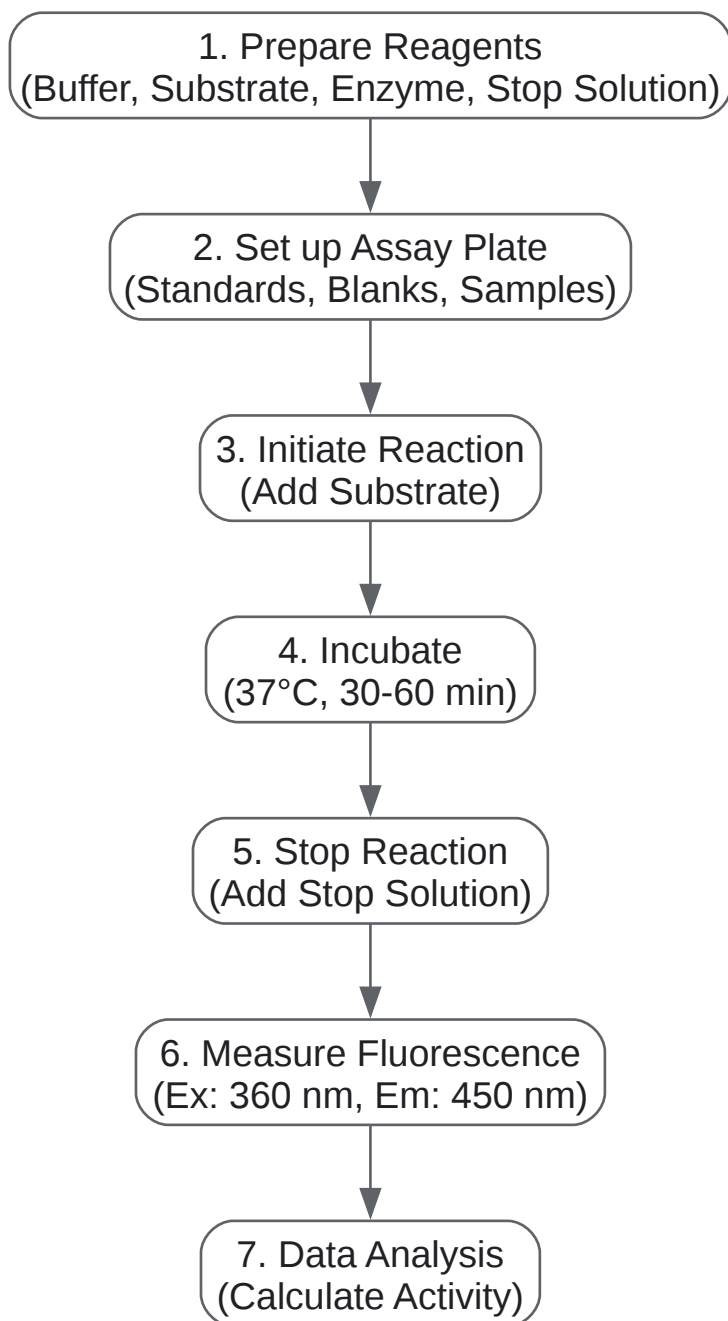 1. Prepare Reagents
(Buffer, Substrate, Enzyme, Stop Solution)
2. Set up Assay Plate
(Standards, Blanks, Samples)
3. Initiate Reaction
(Add Substrate)
4. Incubate
(37°C, 30-60 min)
5. Stop Reaction
(Add Stop Solution)
6. Measure Fluorescence
(Ex: 360 nm, Em: 450 nm)
7. Data Analysis
(Calculate Activity)